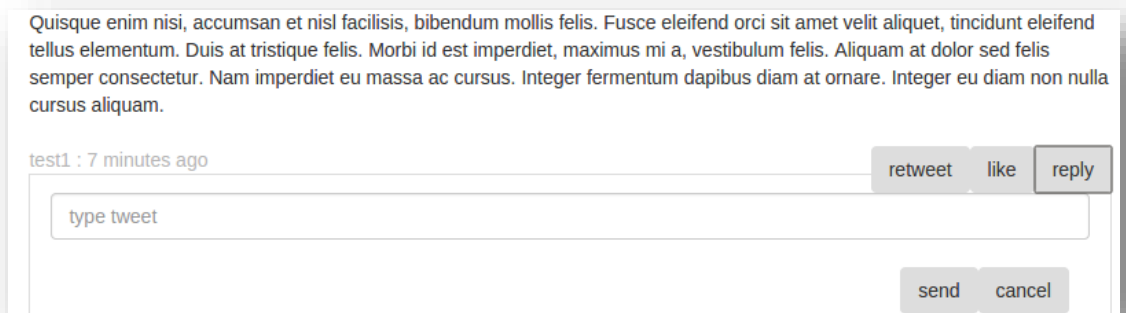 Quisque enim nisi, accumsan et nisl facilisis, bibendum mollis felis. Fusce eleifend orci sit amet velit aliquet, tincidunt eleifend
tellus elementum. Duis at tristique felis. Morbi id est imperdiet, maximus mi a, vestibulum felis. Aliquam at dolor sed felis
semper consectetur. Nam imperdiet eu massa ac cursus. Integer fermentum dapibus diam at ornare. Integer eu diam non nulla
cursus aliquam.
test1 : 7 minutes ago
retweet like reply
type tweet
send cancel